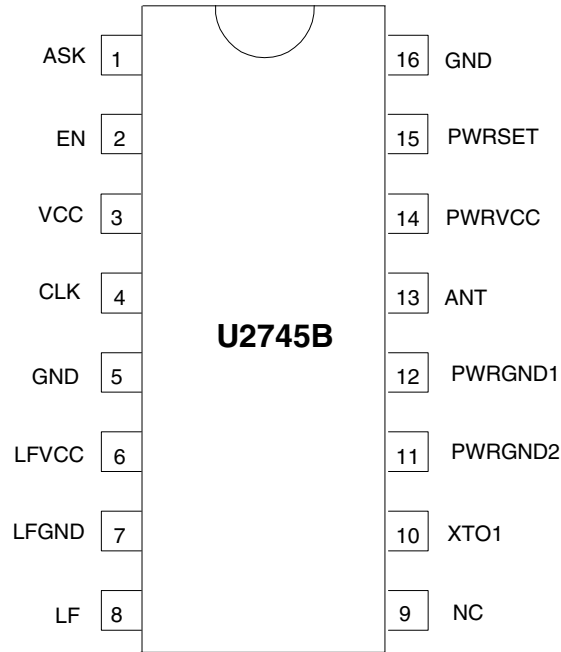 ASK 1 16 GND
EN 2 15 PWRSET
VCC 3 14 PWRVCC
CLK 4 13 ANT
U2745B
GND 5 12 PWRGND1
LFVCC 6 11 PWRGND2
LFGND 7 10 XTO1
LF 8 9 NC